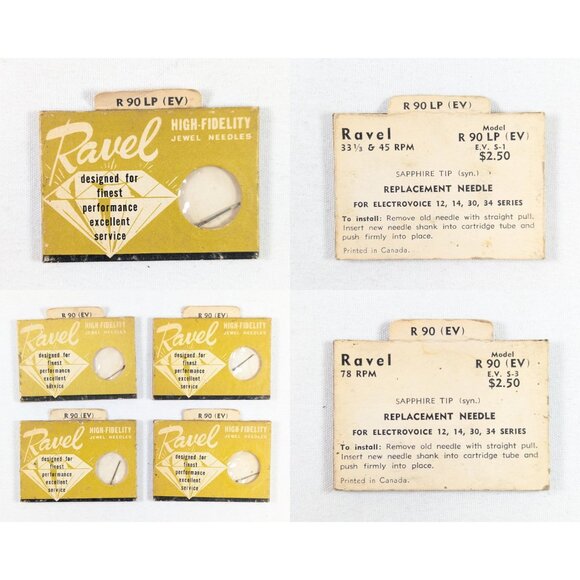 R 90 LP (EV)
Ravel
HIGH-FIDELITY
JEWEL NEEDLES
designed for
finest
performance
excellent
service
R 90 LP (EV)
Ravel
33⅓ & 45 RPM
Model
R 90 LP (EV)
E.V. S-1
$2.50
SAPPHIRE TIP (syn.)
REPLACEMENT NEEDLE
FOR ELECTROVOICE 12, 14, 30, 34 SERIES
To install: Remove old needle with straight pull.
Insert new needle shank into cartridge tube and
push firmly into place.
Printed in Canada.
R 90 (EV)
Ravel
HIGH-FIDELITY
JEWEL NEEDLES
designed for
finest
performance
excellent
service
R 90 (EV)
Ravel
HIGH-FIDELITY
JEWEL NEEDLES
designed for
finest
performance
excellent
service
R 90 (EV)
Ravel
HIGH-FIDELITY
JEWEL NEEDLES
designed for
finest
performance
excellent
service
R 90 (EV)
Ravel
HIGH-FIDELITY
JEWEL NEEDLES
designed for
finest
performance
excellent
service
R 90 (EV)
Ravel
78 RPM
Model
R 90 (EV)
E.V. S-3
$2.50
SAPPHIRE TIP (syn.)
REPLACEMENT NEEDLE
FOR ELECTROVOICE 12, 14, 30, 34 SERIES
To install: Remove old needle with straight pull.
Insert new needle shank into cartridge tube and
push firmly into place.
Printed in Canada.